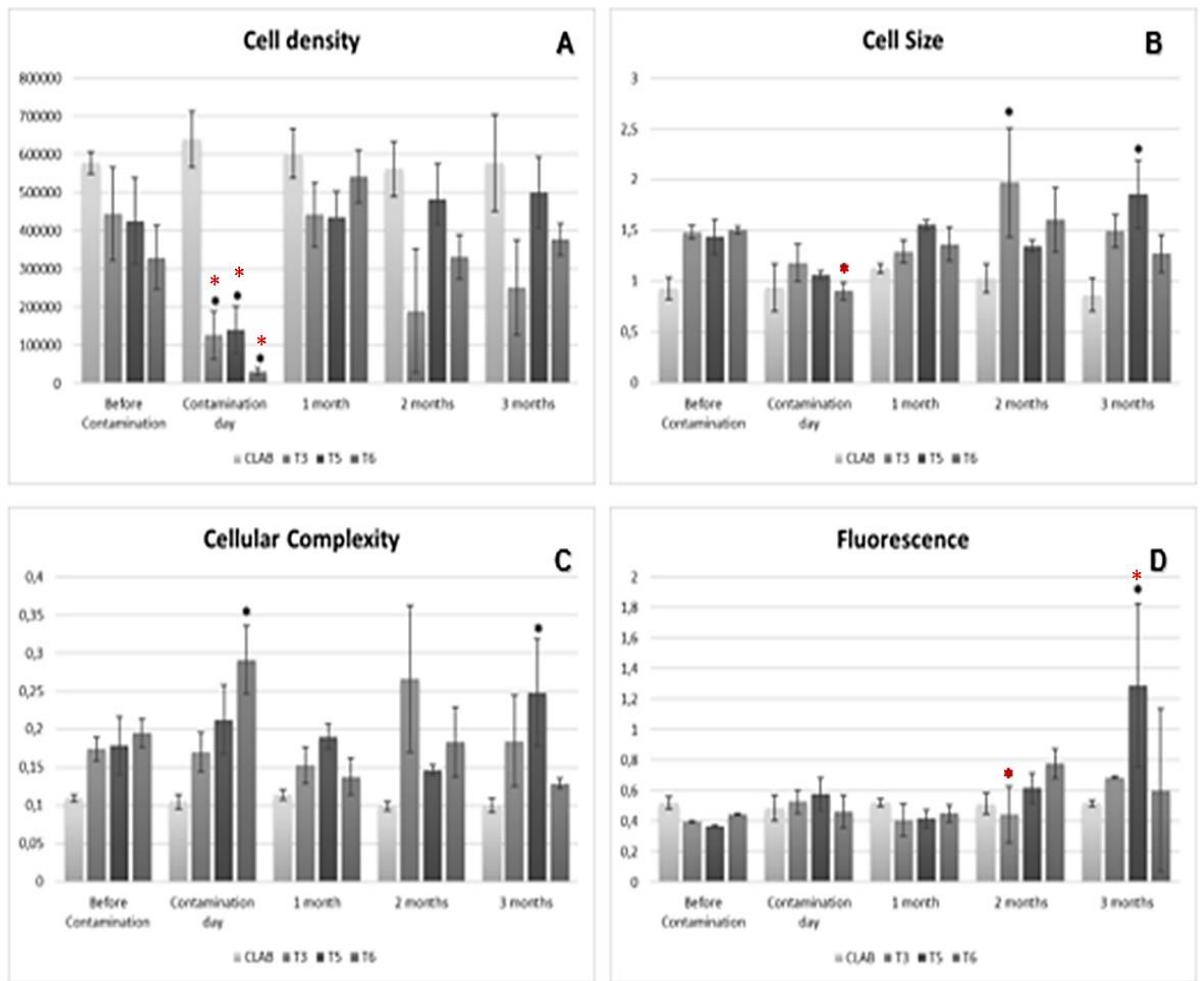 Cell density
A
800000
700000
600000
500000
400000
300000
200000
100000
0
* * *
Before Contamination
Contamination day
1 month
2 months
3 months
CLAB T3 T5 T6
Cell Size
B
3
2,5
2
1,5
1
0,5
0
*
Before Contamination
Contamination day
1 month
2 months
3 months
CLAB T3 T5 T6
Cellular Complexity
C
0,4
0,35
0,3
0,25
0,2
0,15
0,1
0,05
0
Before Contamination
Contamination day
1 month
2 months
3 months
CLAB T3 T5 T6
Fluorescence
D
2
1,8
1,6
1,4
1,2
1
0,8
0,6
0,4
0,2
0
* *
Before Contamination
Contamination day
1 month
2 months
3 months
CLAB T3 T5 T6